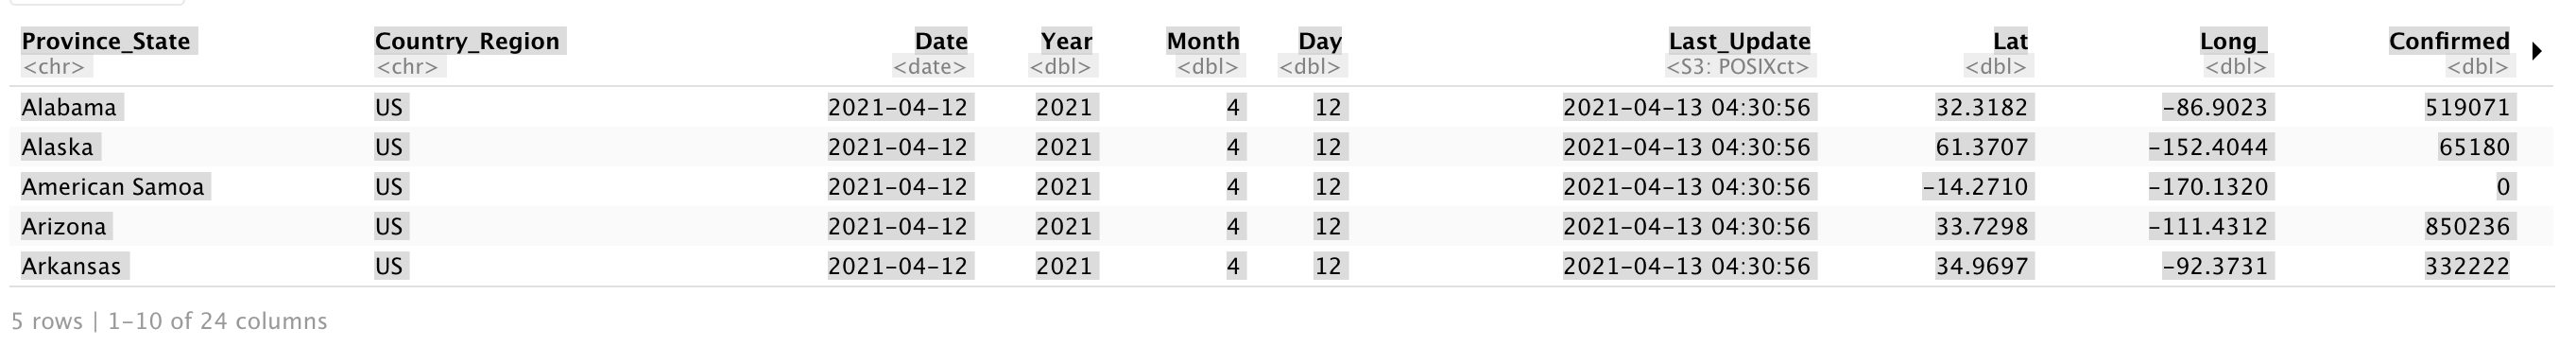 Province_State Country_Region Date Year Month Day Last_Update Lat Long_ Confirmed
<chr> <chr> <date> <dbl> <dbl> <dbl> <S3: POSIXct> <dbl> <dbl> <dbl>
Alabama US 2021-04-12 2021 4 12 2021-04-13 04:30:56 32.3182 -86.9023 519071
Alaska US 2021-04-12 2021 4 12 2021-04-13 04:30:56 61.3707 -152.4044 65180
American Samoa US 2021-04-12 2021 4 12 2021-04-13 04:30:56 -14.2710 -170.1320 0
Arizona US 2021-04-12 2021 4 12 2021-04-13 04:30:56 33.7298 -111.4312 850236
Arkansas US 2021-04-12 2021 4 12 2021-04-13 04:30:56 34.9697 -92.3731 332222
5 rows | 1-10 of 24 columns